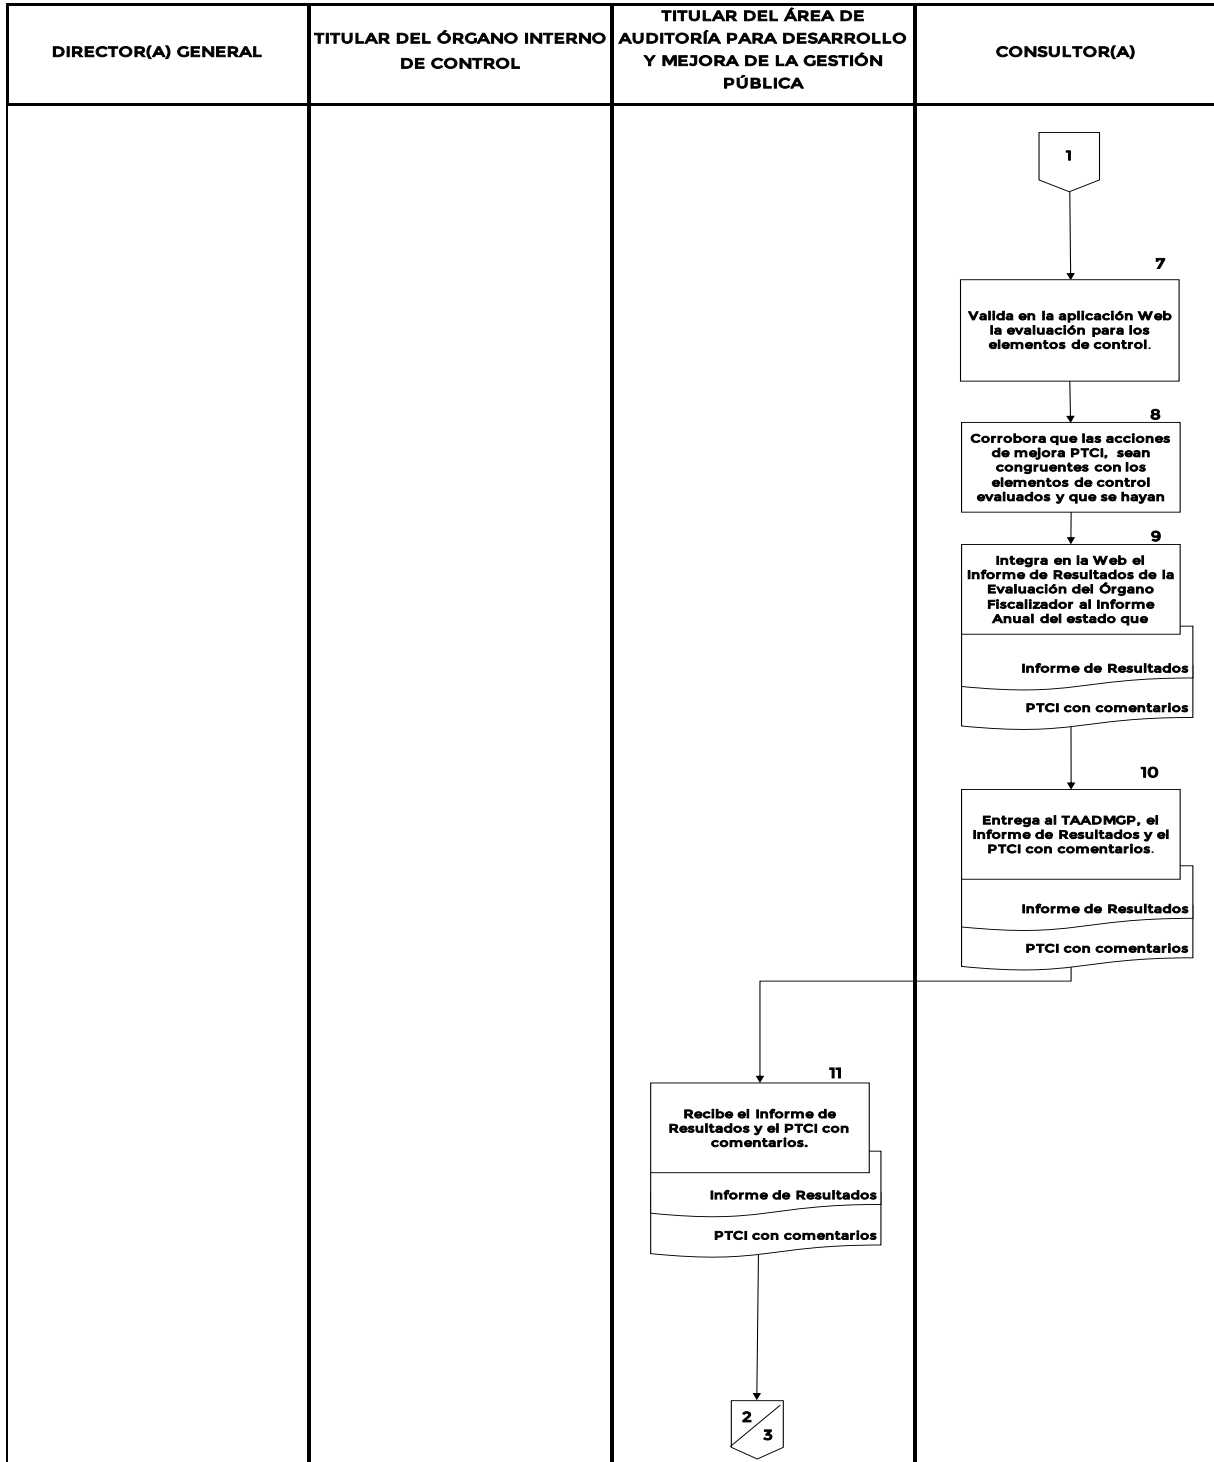 DIRECTOR(A) GENERAL
TITULAR DEL ÓRGANO INTERNO
DE CONTROL
TITULAR DEL ÁREA DE
AUDITORÍA PARA DESARROLLO
Y MEJORA DE LA GESTIÓN
PÚBLICA
CONSULTOR(A)
1
7
Valida en la aplicación Web
la evaluación para los
elementos de control.
8
Corrobora que las acciones
de mejora PTCI, sean
congruentes con los
elementos de control
evaluados y que se hayan
9
Integra en la Web el
Informe de Resultados de la
Evaluación del Órgano
Fiscalizador al Informe
Anual del estado que
Informe de Resultados
PTCI con comentarios
10
Entrega al TAADMGP, el
Informe de Resultados y el
PTCI con comentarios.
Informe de Resultados
PTCI con comentarios
11
Recibe el Informe de
Resultados y el PTCI con
comentarios.
Informe de Resultados
PTCI con comentarios
2
3